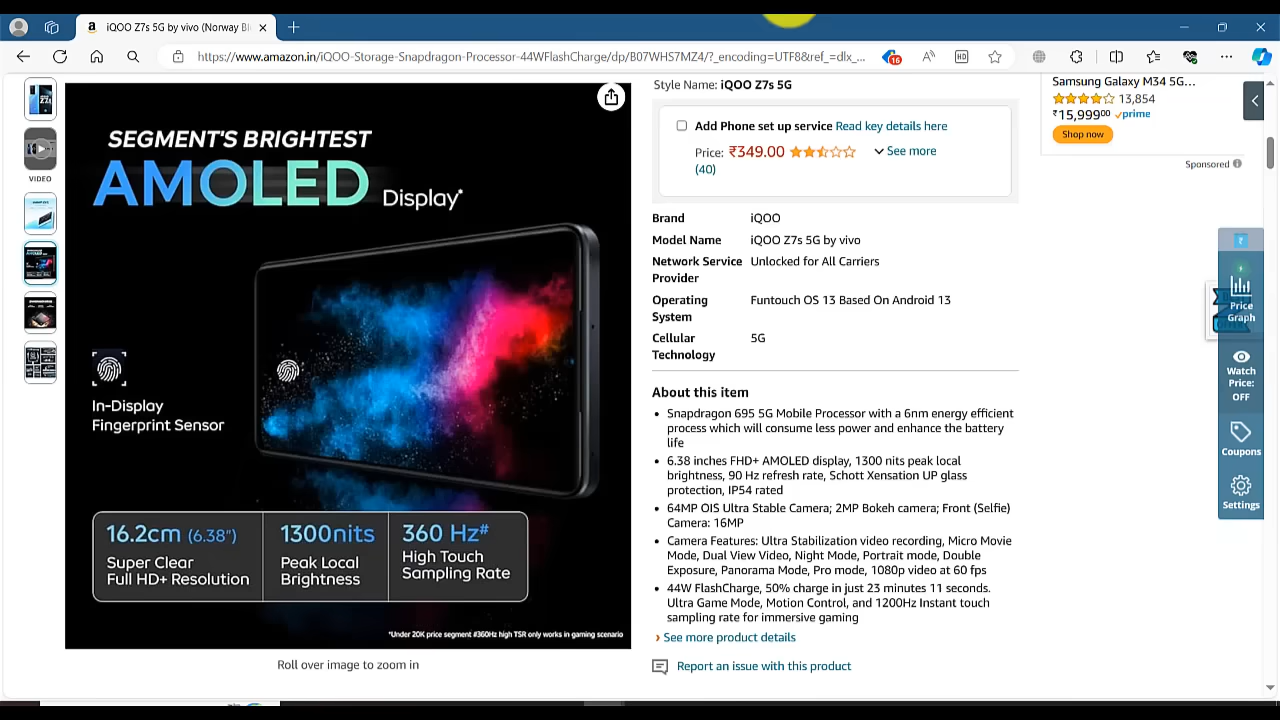 iQOO Z7s 5G by vivo (Norway Bl
https://www.amazon.in/iQOO-Storage-Snapdragon-Processor-44WFlashCharge/dp/B07WHS7MZ4/?_encoding=UTF8&ref_=dlx_...
16
VIDEO
SEGMENT'S BRIGHTEST
AMOLED Display*
In-Display
Fingerprint Sensor
16.2cm (6.38")
Super Clear
Full HD+ Resolution
1300nits
Peak Local
Brightness
360 Hz#
High Touch
Sampling Rate
*Under 20K price segment #360Hz high TSR only works in gaming scenario
Roll over image to zoom in
Style Name: iQOO Z7s 5G
Add Phone set up service Read key details here
Price: ₹349.00 See more
(40)
Brand iQOO
Model Name iQOO Z7s 5G by vivo
Network Service Unlocked for All Carriers
Provider
Operating Funtouch OS 13 Based On Android 13
System
Cellular 5G
Technology
About this item
• Snapdragon 695 5G Mobile Processor with a 6nm energy efficient
process which will consume less power and enhance the battery
life
• 6.38 inches FHD+ AMOLED display, 1300 nits peak local
brightness, 90 Hz refresh rate, Schott Xensation UP glass
protection, IP54 rated
• 64MP OIS Ultra Stable Camera; 2MP Bokeh camera; Front (Selfie)
Camera: 16MP
• Camera Features: Ultra Stabilization video recording, Micro Movie
Mode, Dual View Video, Night Mode, Portrait mode, Double
Exposure, Panorama Mode, Pro mode, 1080p video at 60 fps
• 44W FlashCharge, 50% charge in just 23 minutes 11 seconds.
Ultra Game Mode, Motion Control, and 1200Hz Instant touch
sampling rate for immersive gaming
› See more product details
Report an issue with this product
Samsung Galaxy M34 5G...
13,854
₹15,999⁰⁰ prime
Shop now
Sponsored
Price
Graph
Watch
Price:
OFF
Coupons
Settings